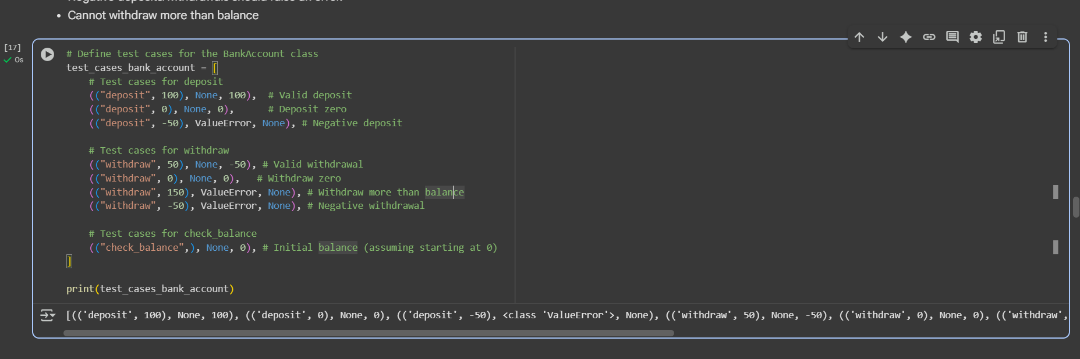 Cannot withdraw more than balance
[17]
0s
# Define test cases for the BankAccount class
test_cases_bank_account = [
# Test cases for deposit
(("deposit", 100), None, 100), # Valid deposit
(("deposit", 0), None, 0), # Deposit zero
(("deposit", -50), ValueError, None), # Negative deposit
# Test cases for withdraw
(("withdraw", 50), None, -50), # Valid withdrawal
(("withdraw", 0), None, 0), # Withdraw zero
(("withdraw", 150), ValueError, None), # Withdraw more than balance
(("withdraw", -50), ValueError, None), # Negative withdrawal
# Test cases for check_balance
(("check_balance",), None, 0), # Initial balance (assuming starting at 0)
]
print(test_cases_bank_account)
[(('deposit', 100), None, 100), (('deposit', 0), None, 0), (('deposit', -50), <class 'ValueError'>, None), (('withdraw', 50), None, -50), (('withdraw', 0), None, 0), (('withdraw',